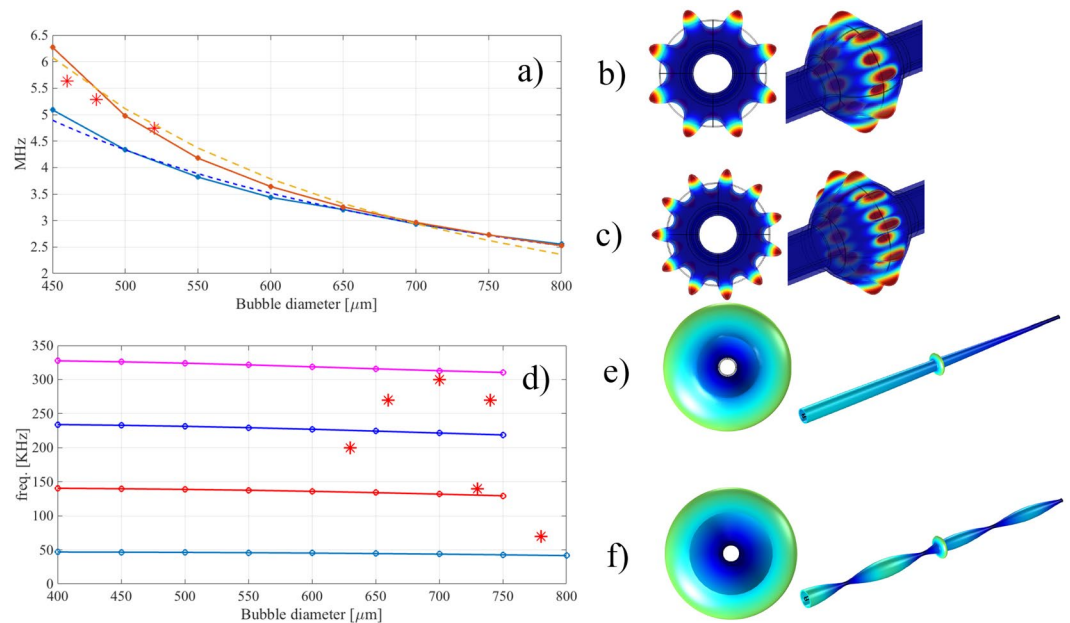 6.5
6
5.5
5
4.5
4
3.5
3
2.5
2
MHz
450 500 550 600 650 700 750 800
Bubble diameter [μm]
a)
b)
c)
350
300
250
200
150
100
50
0
freq. [KHz]
400 450 500 550 600 650 700 750 800
Bubble diameter [μm]
d)
e)
f)